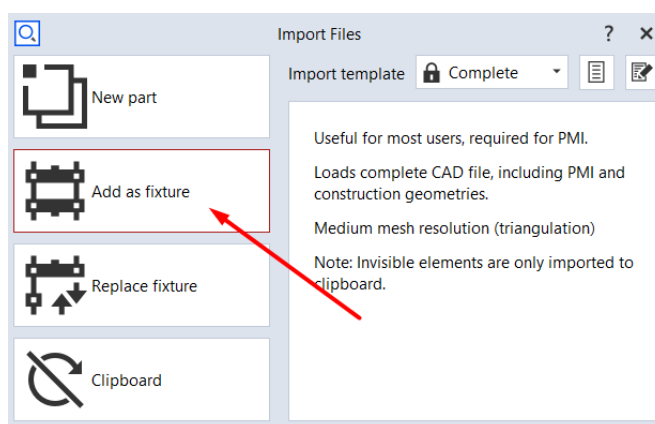 Import Files
? ×
New part
Import template Complete
Add as fixture
Replace fixture
Clipboard
Useful for most users, required for PMI.
Loads complete CAD file, including PMI and
construction geometries.
Medium mesh resolution (triangulation)
Note: Invisible elements are only imported to
clipboard.